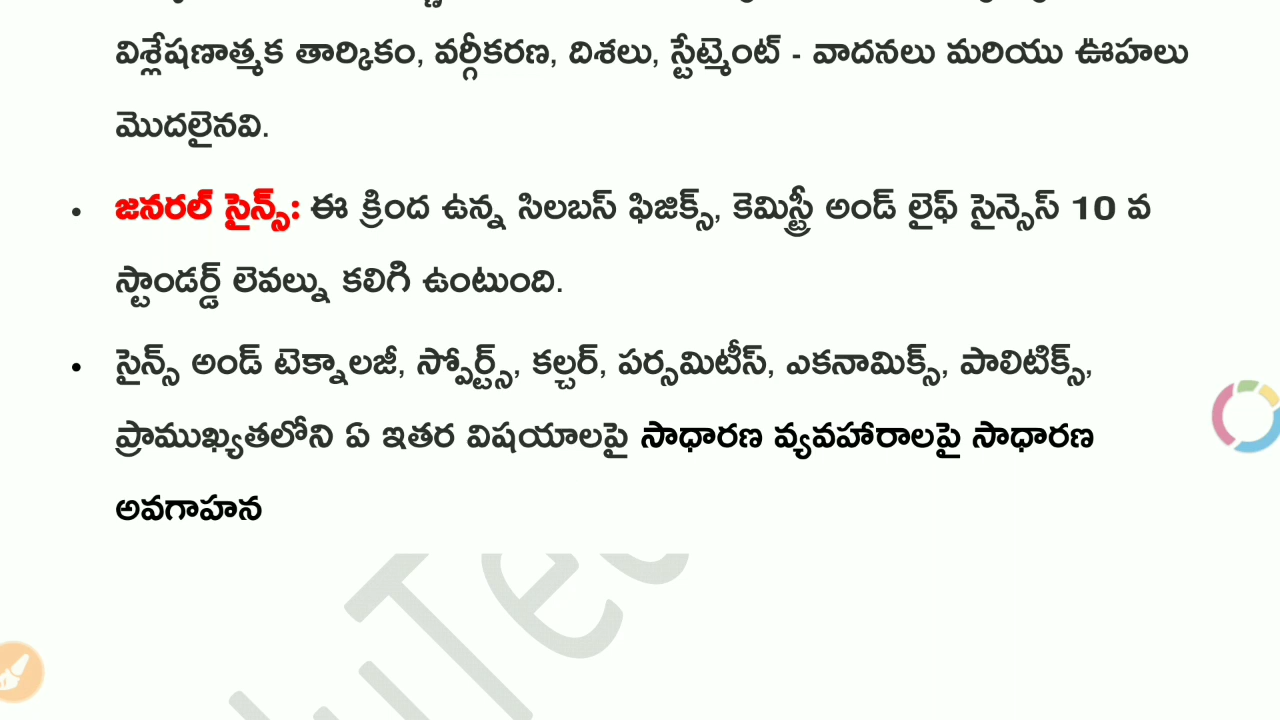 విశ్లేషణాత్మక తార్కికం, వర్గీకరణ, దిశలు, స్టేట్మెంట్ - వాదనలు మరియు ఊహలు
మొదలైనవి.
• జనరల్ సైన్స్: ఈ క్రింద ఉన్న సిలబస్ ఫిజిక్స్, కెమిస్ట్రీ అండ్ లైఫ్ సైన్సెస్ 10 వ
స్టాండర్డ్ లెవల్ను కలిగి ఉంటుంది.
• సైన్స్ అండ్ టెక్నాలజీ, స్పోర్ట్స్, కల్చర్, పర్సమిటీస్, ఎకనామిక్స్, పాలిటిక్స్,
ప్రాముఖ్యతలోని ఏ ఇతర విషయాలపై సాధారణ వ్యవహారాలపై సాధారణ
అవగాహన